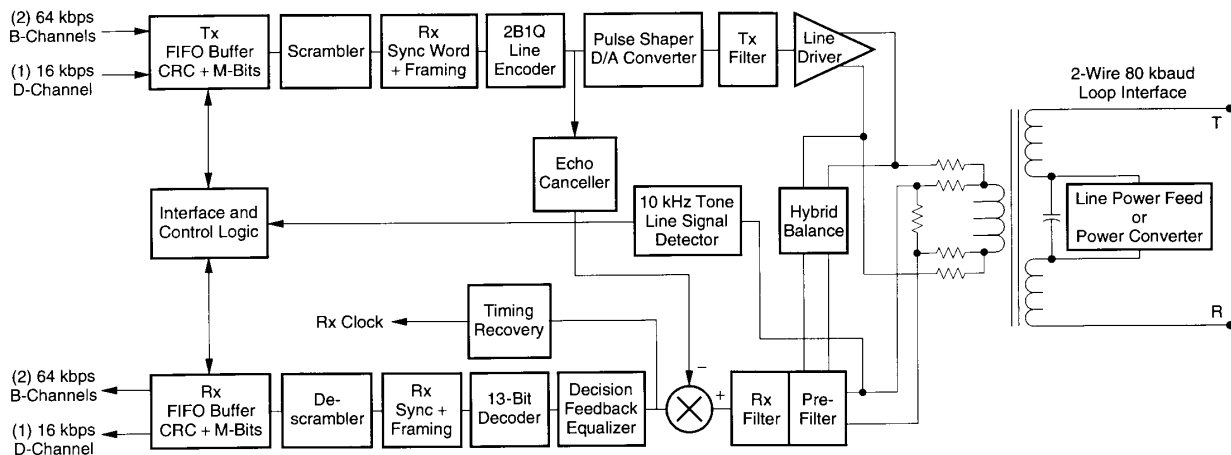 (2) 64 kbps
B-Channels
(1) 16 kbps
D-Channel
Tx
FIFO Buffer
CRC + M-Bits
Scrambler
Rx
Sync Word
+ Framing
2B1Q
Line
Encoder
Pulse Shaper
D/A Converter
Tx
Filter
Line
Driver
2-Wire 80 kbaud
Loop Interface
T
Echo
Canceller
Interface and
Control Logic
10 kHz Tone
Line Signal
Detector
Hybrid
Balance
Line Power Feed
or
Power Converter
Rx Clock
Timing
Recovery
R
(2) 64 kbps
B-Channels
(1) 16 kbps
D-Channel
Rx
FIFO Buffer
CRC + M-Bits
De-
scrambler
Rx
Sync +
Framing
13-Bit
Decoder
Decision
Feedback
Equalizer
−
+
Rx
Filter
Pre-
Filter